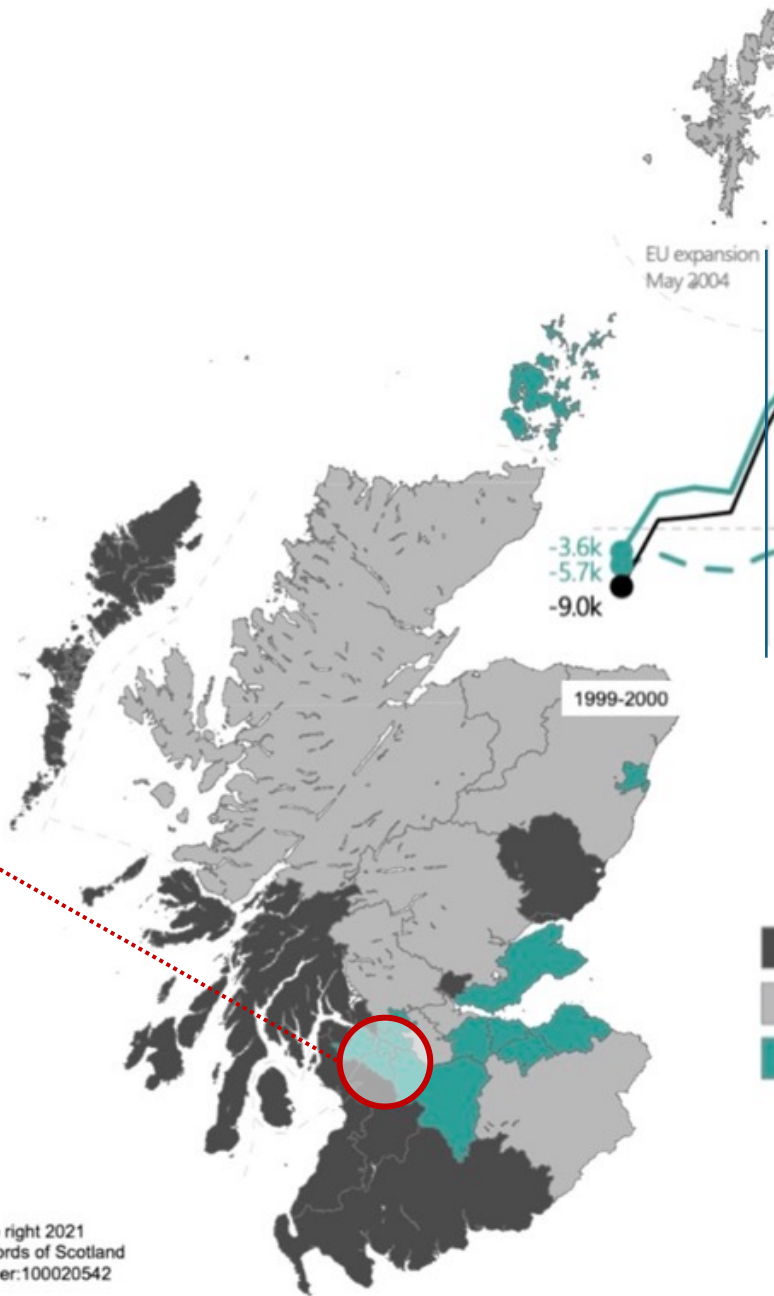 EU expansion
May 2004
-3.6k
-5.7k
-9.0k
1999-2000
right 2021
ords of Scotland
er:100020542